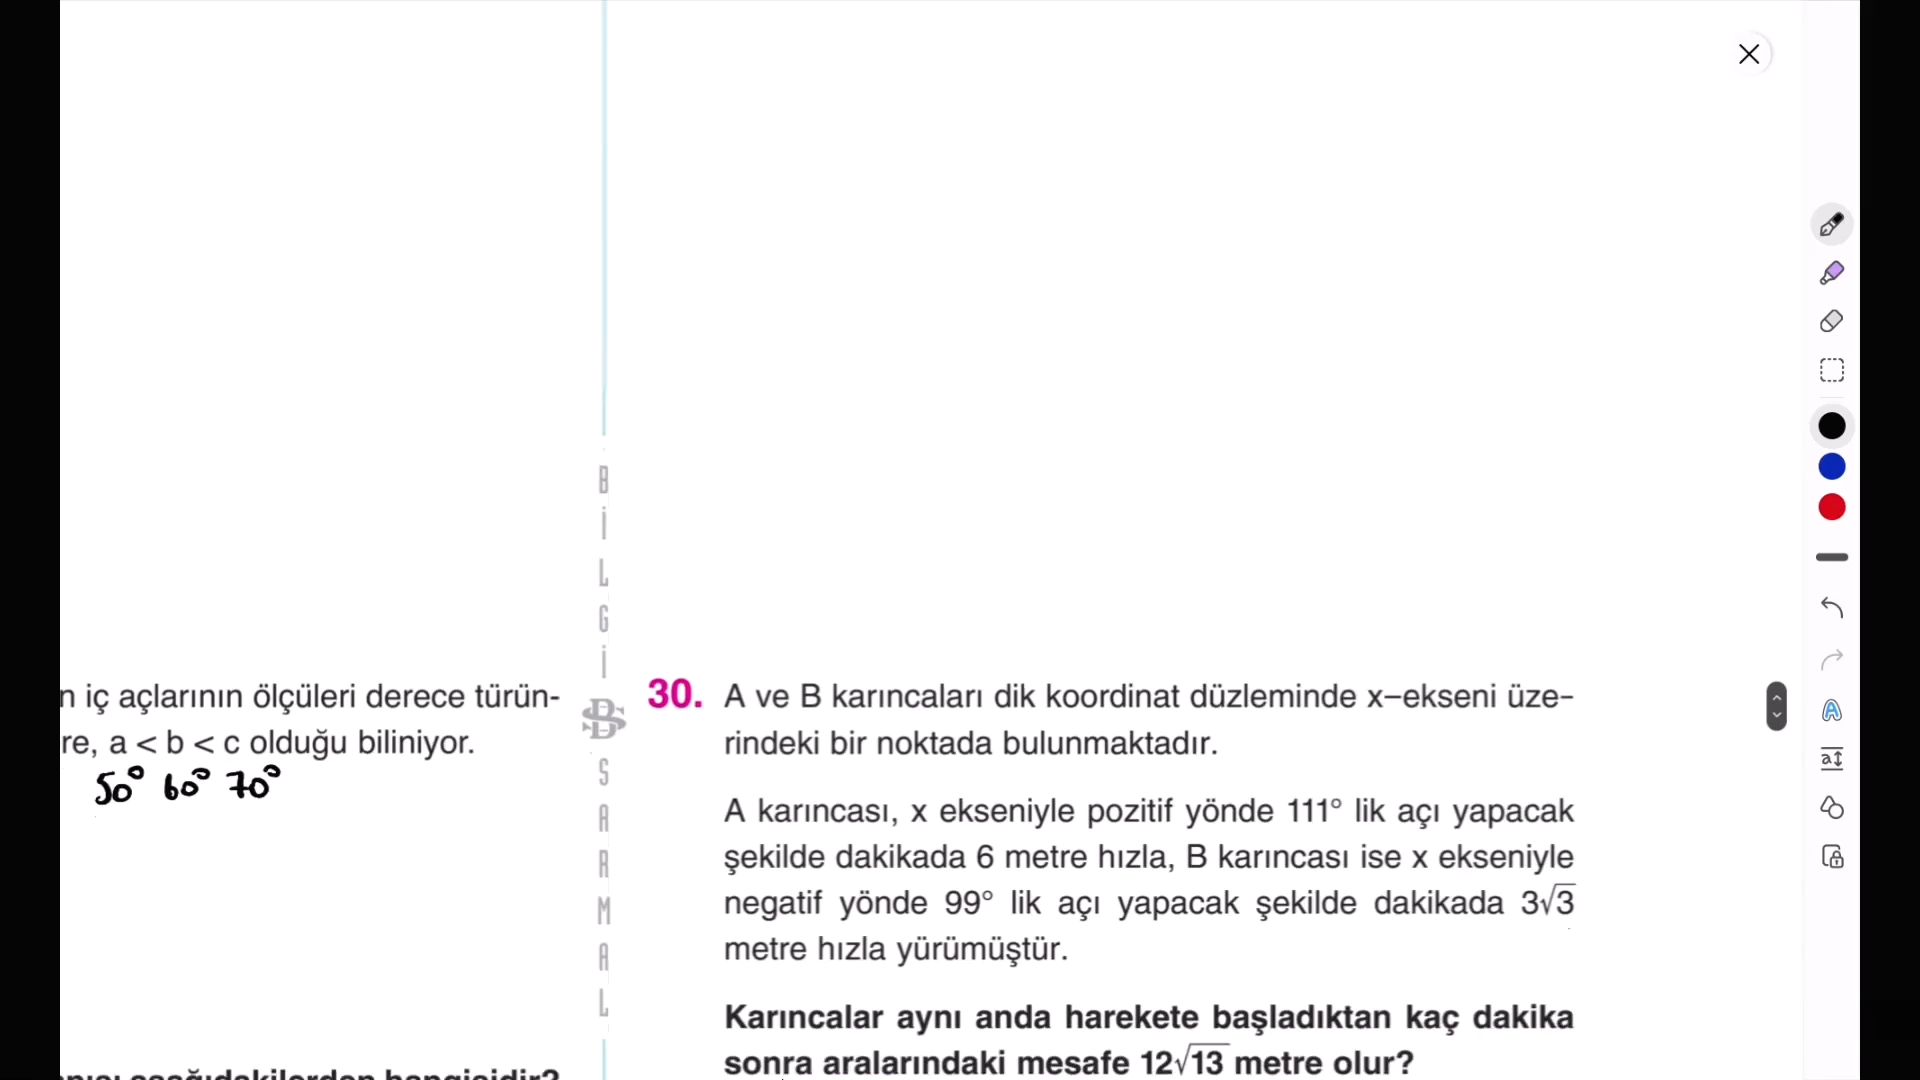 n iç açlarının ölçüleri derece türün-
re, a < b < c olduğu biliniyor.
50° 60° 70°
BİLGİ
SARMAL
30. A ve B karıncaları dik koordinat düzleminde x–ekseni üze-
rindeki bir noktada bulunmaktadır.
A karıncası, x ekseniyle pozitif yönde 111° lik açı yapacak
şekilde dakikada 6 metre hızla, B karıncası ise x ekseniyle
negatif yönde 99° lik açı yapacak şekilde dakikada 3√3
metre hızla yürümüştür.
Karıncalar aynı anda harekete başladıktan kaç dakika
sonra aralarındaki mesafe 12√13 metre olur?